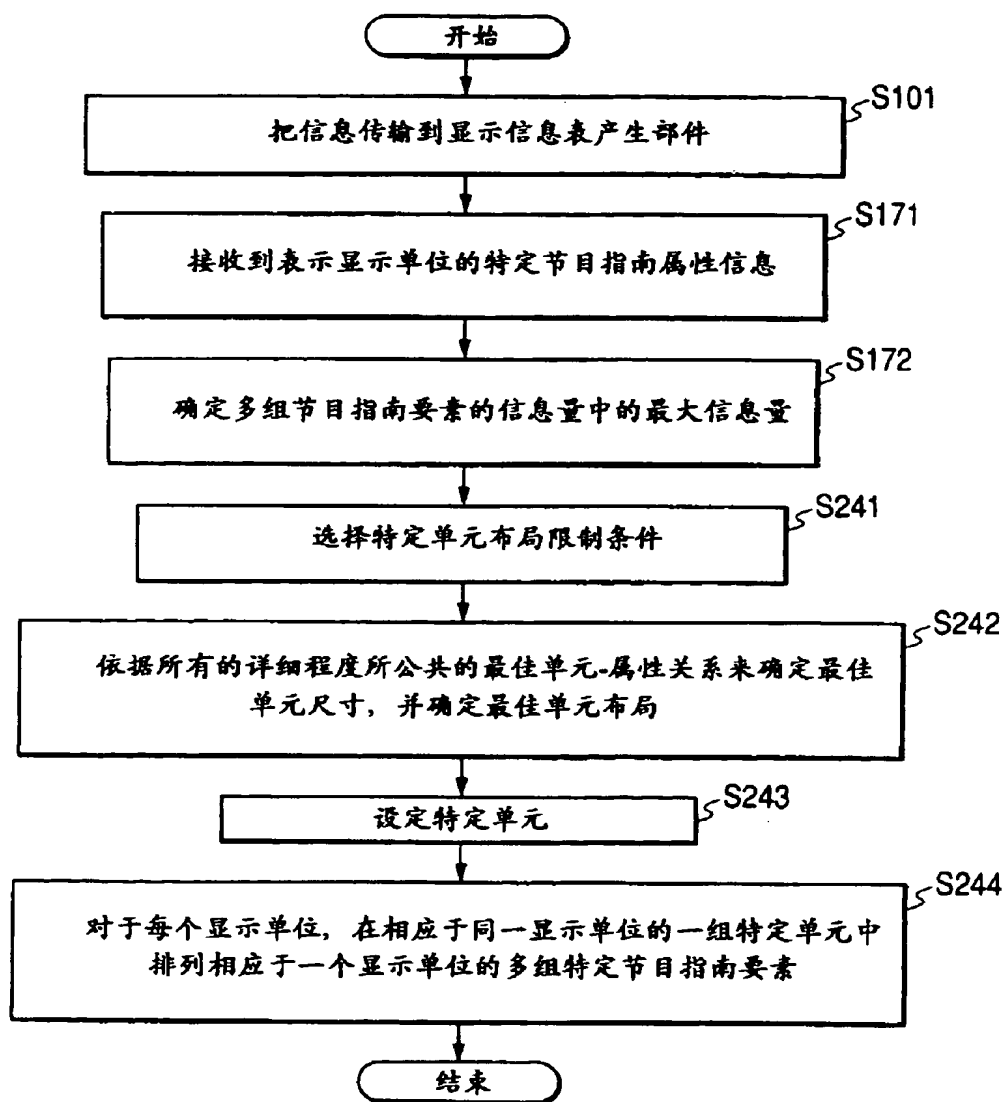 开始
S101
把信息传输到显示信息表产生部件
S171
接收到表示显示单位的特定节目指南属性信息
S172
确定多组节目指南要素的信息量中的最大信息量
S241
选择特定单元布局限制条件
S242
依据所有的详细程度所公共的最佳单元-属性关系来确定最佳
单元尺寸，并确定最佳单元布局
S243
设定特定单元
S244
对于每个显示单位，在相应于同一显示单位的一组特定单元中
排列相应于一个显示单位的多组特定节目指南要素
结束